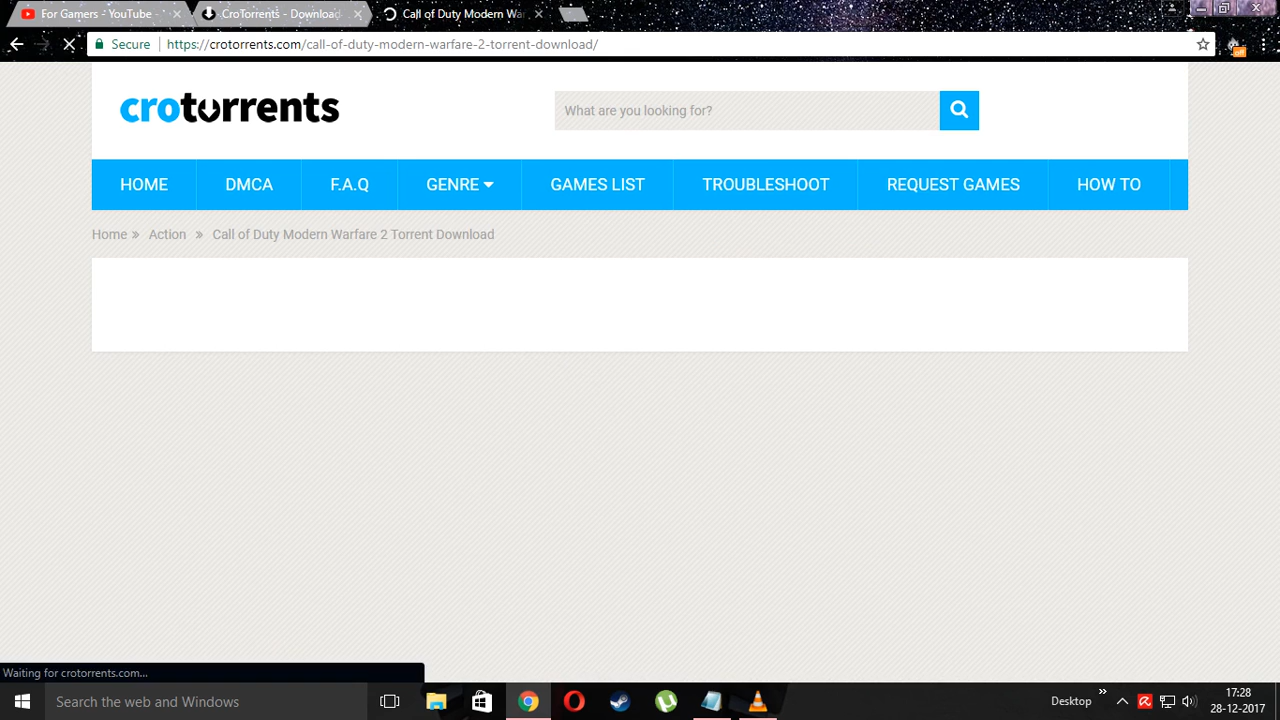 For Gamers - YouTube -
CroTorrents - Download
Call of Duty Modern Wa
Secure
https://crotorrents.com/call-of-duty-modern-warfare-2-torrent-download/
off
crotorrents
What are you looking for?
HOME
DMCA
F.A.Q
GENRE
GAMES LIST
TROUBLESHOOT
REQUEST GAMES
HOW TO
Home » Action » Call of Duty Modern Warfare 2 Torrent Download
Waiting for crotorrents.com...
Search the web and Windows
Desktop
17:28
28-12-2017